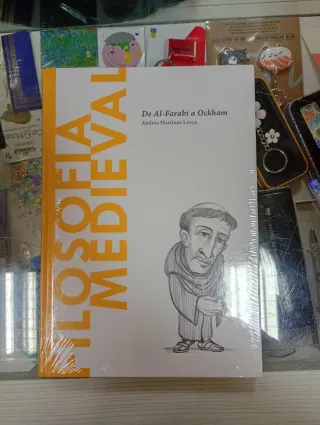 FILOSOFÍA
MEDIEVAL
De Al-Farabi a Ockham
Andrés Martínez Lorca